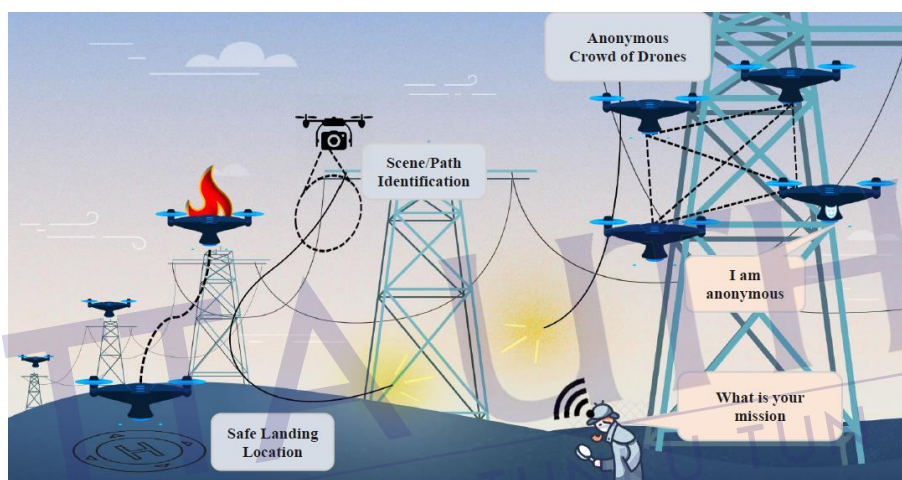 Anonymous
Crowd of Drones
Scene/Path
Identification
I am
anonymous
What is your
mission
Safe Landing
Location
H